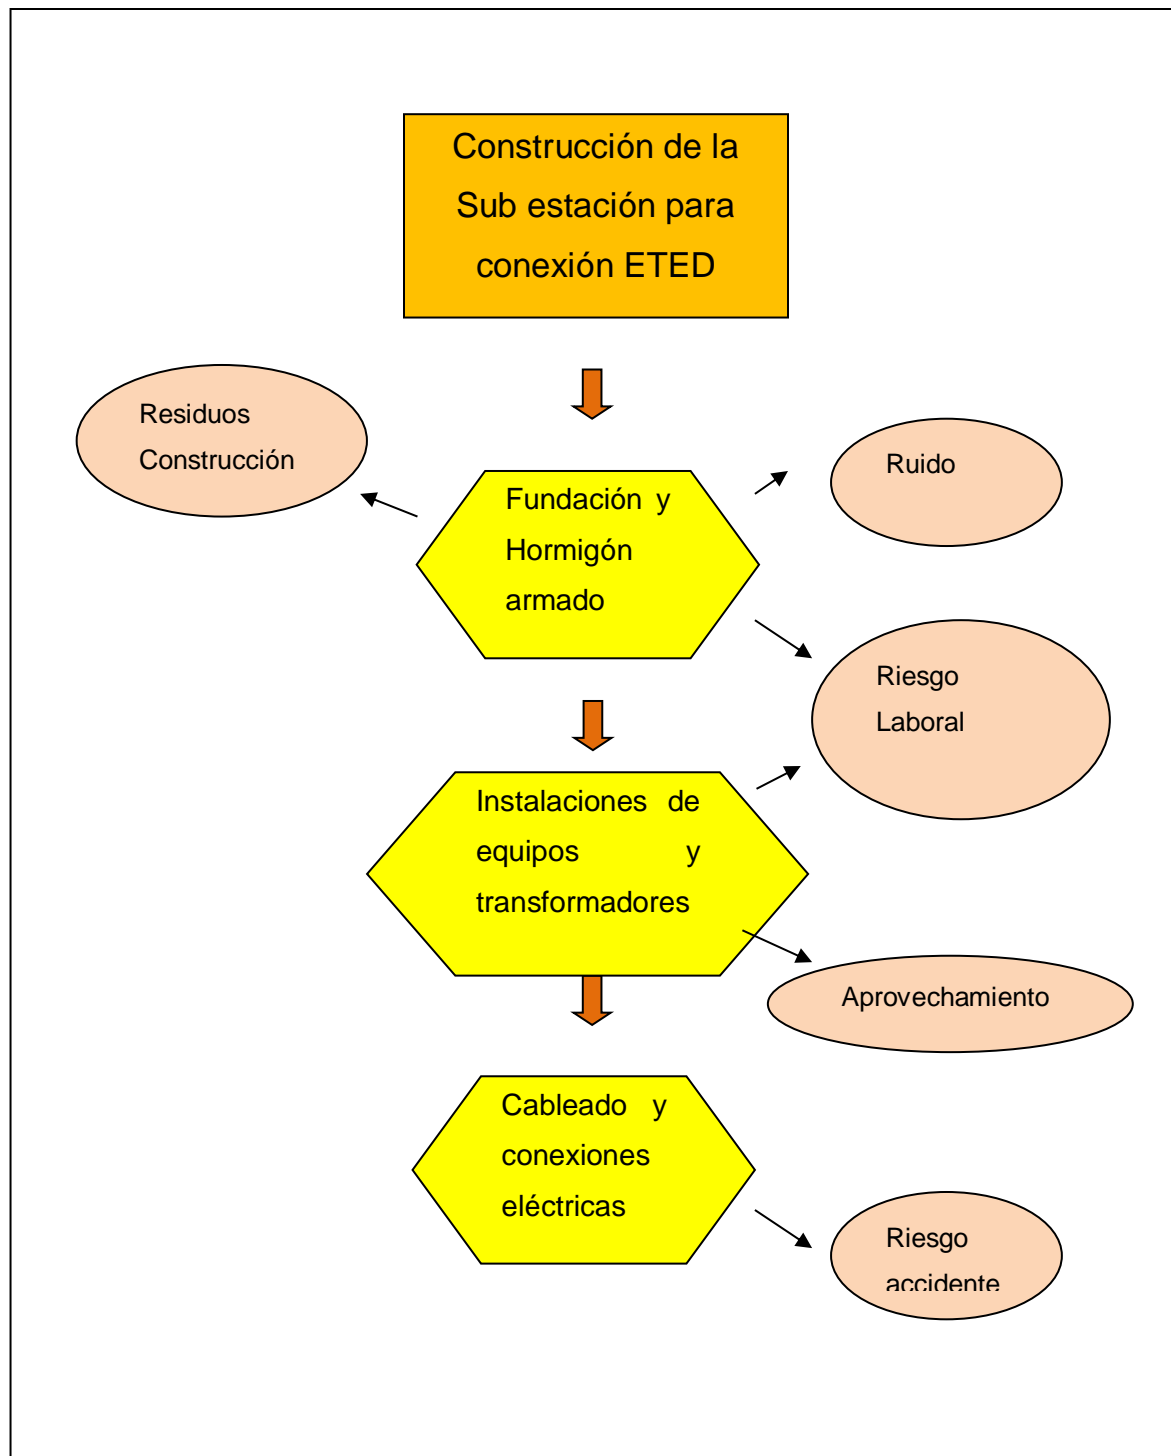 Construcción de la
Sub estación para
conexión ETED
Residuos
Construcción
Ruido
Fundación y
Hormigón
armado
Riesgo
Laboral
Instalaciones de
equipos y
transformadores
Aprovechamiento
Cableado y
conexiones
eléctricas
Riesgo
accidente